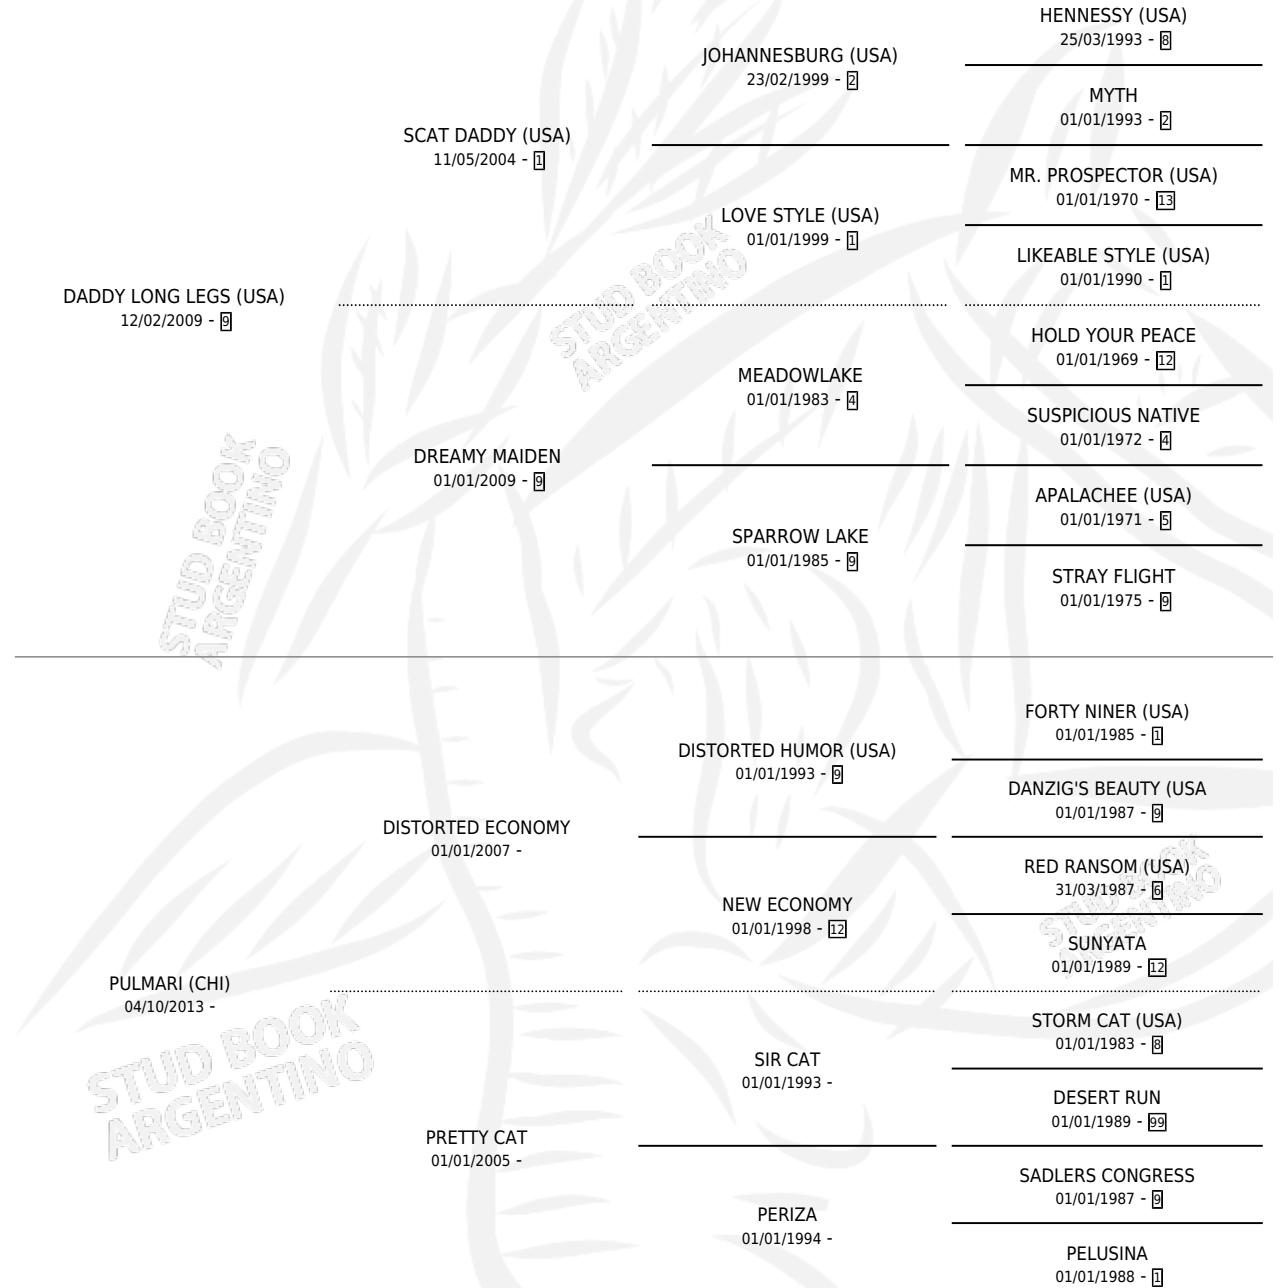 HENNESSY (USA)
25/03/1993 - 8
JOHANNESBURG (USA)
23/02/1999 - 2
MYTH
01/01/1993 - 2
SCAT DADDY (USA)
11/05/2004 - 1
MR. PROSPECTOR (USA)
01/01/1970 - 13
LOVE STYLE (USA)
01/01/1999 - 1
LIKEABLE STYLE (USA)
01/01/1990 - 1
DADDY LONG LEGS (USA)
12/02/2009 - 9
STUD BOOK
ARGENTINO
HOLD YOUR PEACE
01/01/1969 - 12
MEADOWLAKE
01/01/1983 - 4
SUSPICIOUS NATIVE
01/01/1972 - 4
DREAMY MAIDEN
01/01/2009 - 9
APALACHEE (USA)
01/01/1971 - 5
SPARROW LAKE
01/01/1985 - 9
STRAY FLIGHT
01/01/1975 - 9
STUD BOOK
ARGENTINO
FORTY NINER (USA)
01/01/1985 - 1
DISTORTED HUMOR (USA)
01/01/1993 - 9
DANZIG'S BEAUTY (USA
01/01/1987 - 9
DISTORTED ECONOMY
01/01/2007 -
RED RANSOM (USA)
31/03/1987 - 6
NEW ECONOMY
01/01/1998 - 12
SUNYATA
01/01/1989 - 12
STUD BOOK
ARGENTINO
PULMARI (CHI)
04/10/2013 -
STUD BOOK
ARGENTINO
STORM CAT (USA)
01/01/1983 - 8
SIR CAT
01/01/1993 -
DESERT RUN
01/01/1989 - 99
PRETTY CAT
01/01/2005 -
SADLERS CONGRESS
01/01/1987 - 9
PERIZA
01/01/1994 -
PELUSINA
01/01/1988 - 1